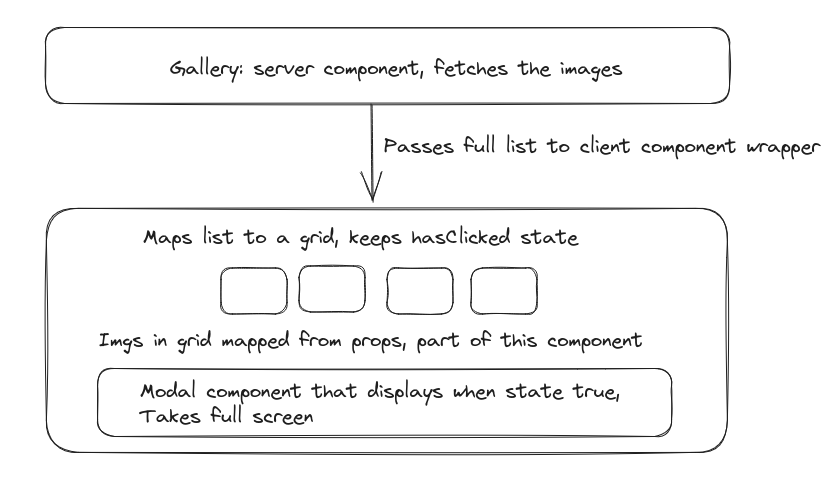 Gallery: server component, fetches the images
Passes full list to client component wrapper
Maps list to a grid, keeps hasClicked state
Imgs in grid mapped from props, part of this component
Modal component that displays when state true,
Takes full screen